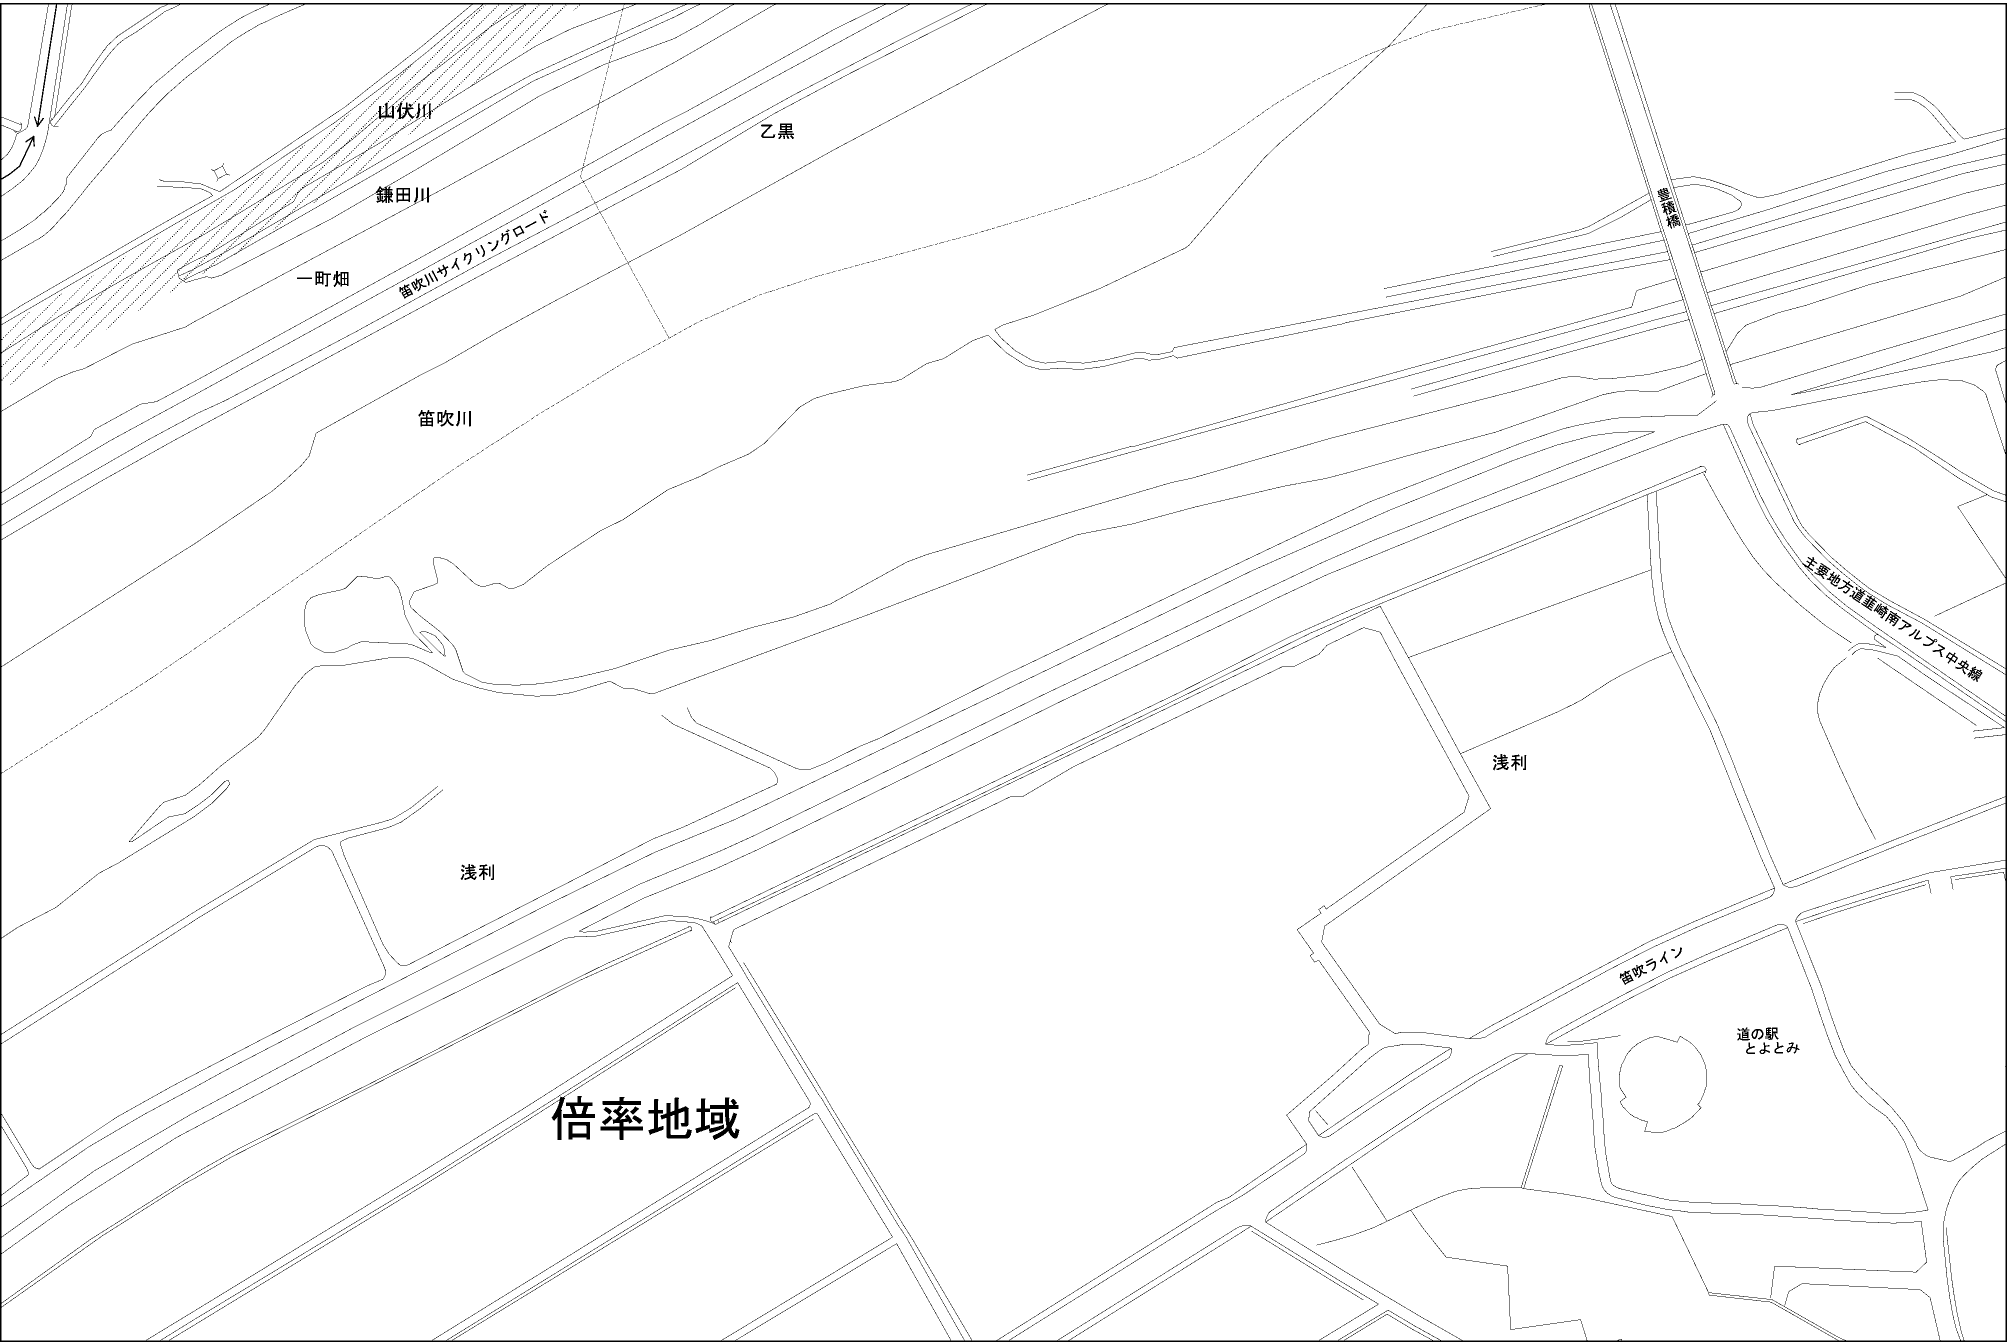 山伏川
乙黒
鎌田川
豊積橋
笛吹川サイクリングロード
一町畑
笛吹川
主要地方道韮崎南アルプス中央線
浅利
浅利
笛吹ライン
道の駅
とよとみ
倍率地域